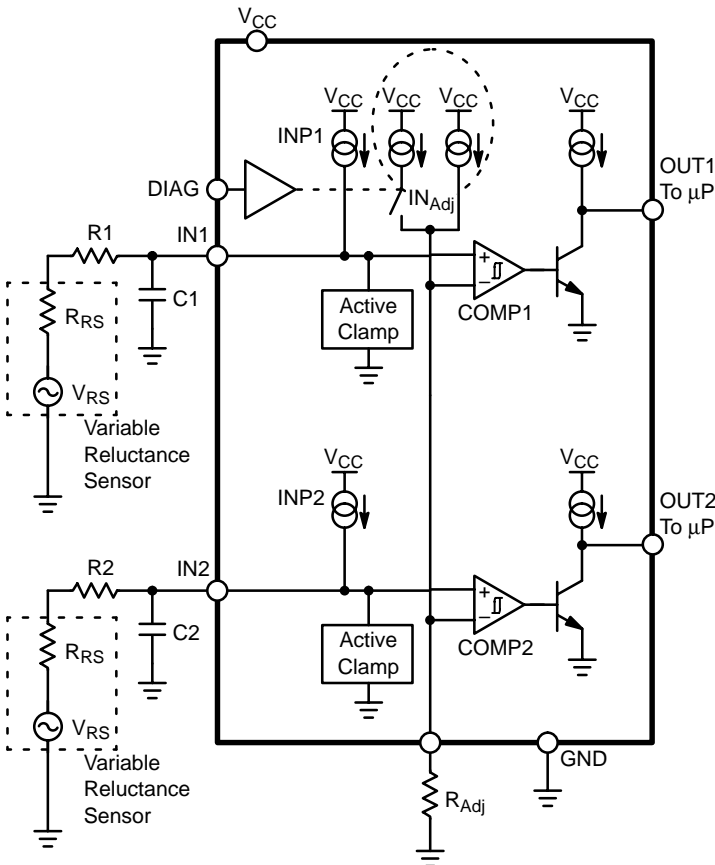 VCC
VCC
VCC
VCC
VCC
INP1
OUT1
To μP
DIAG
INAdj
R1
IN1
C1
+
−
COMP1
Active
Clamp
RRS
VRS
Variable
Reluctance
Sensor
VCC
VCC
INP2
OUT2
To μP
R2
IN2
C2
+
−
COMP2
Active
Clamp
RRS
VRS
Variable
Reluctance
Sensor
GND
RAdj